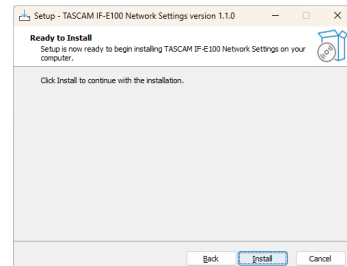 Setup - TASCAM IF-E100 Network Settings version 1.1.0
Ready to Install
Setup is now ready to begin installing TASCAM IF-E100 Network Settings on your
computer.
Click Install to continue with the installation.
Back
Install
Cancel